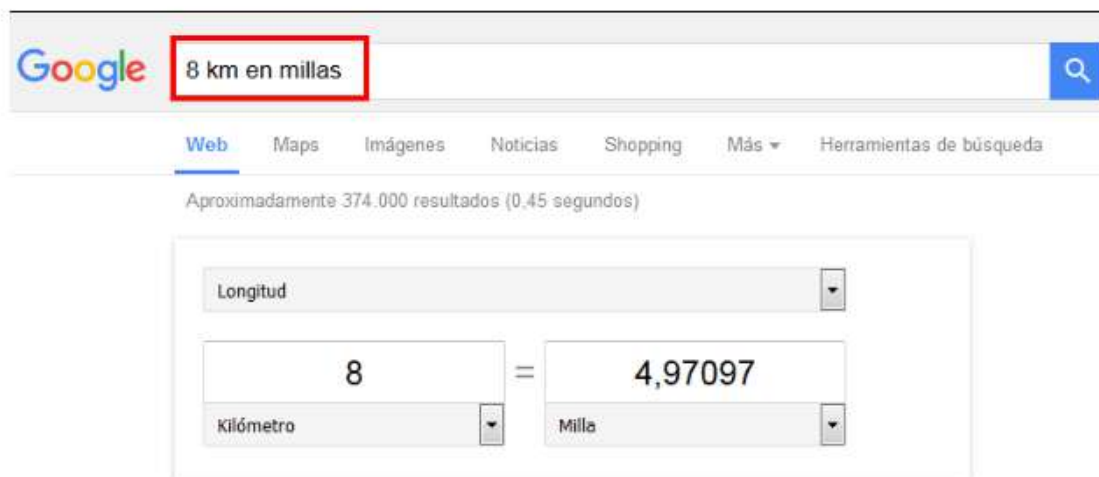 Google 8 km en millas
Web Maps Imágenes Noticias Shopping Más Herramientas de búsqueda
Aproximadamente 374.000 resultados (0,45 segundos)
Longitud
8 = 4,97097
Kilómetro Milla